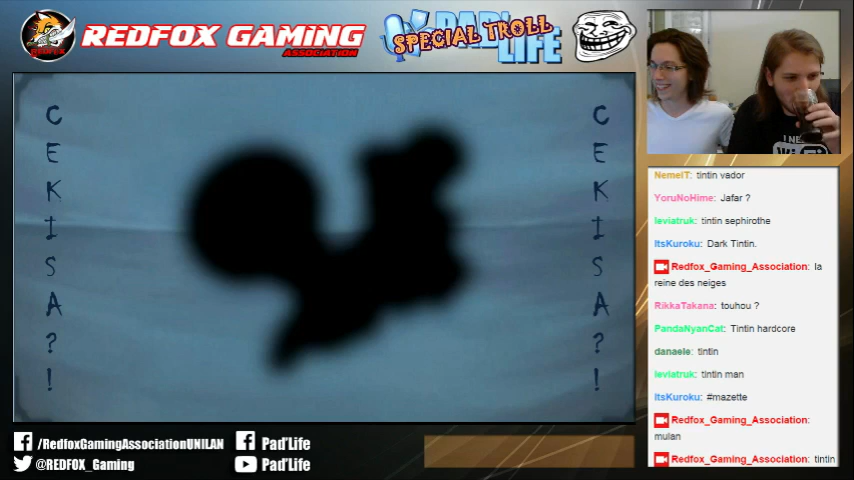 REDFOX GAMING
ASSOCIATION
REDFOX
PAD'LIFE
SPECIAL TROLL
C
E
K
I
S
A
?
!
C
E
K
I
S
A
?
!
I NE
NemeIT: tintin vador
YoruNoHime: Jafar ?
leviatruk: tintin sephirothe
ItsKuroku: Dark Tintin.
Redfox_Gaming_Association: la
reine des neiges
RikkaTakana: touhou ?
PandaNyanCat: Tintin hardcore
danaele: tintin
leviatruk: tintin man
ItsKuroku: #mazette
Redfox_Gaming_Association:
mulan
Redfox_Gaming_Association: tintin
/RedfoxGamingAssociationUNILAN
Pad'Life
@REDFOX_Gaming
Pad'Life